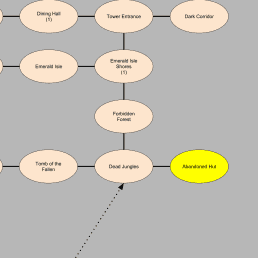 Dining Hall
(1)
Tower Entrance
Dark Corridor
Emerald Isle
Emerald Isle
Shores
(1)
Forbidden
Forest
Tomb of the
Fallen
Dead Jungles
Abandoned Hut